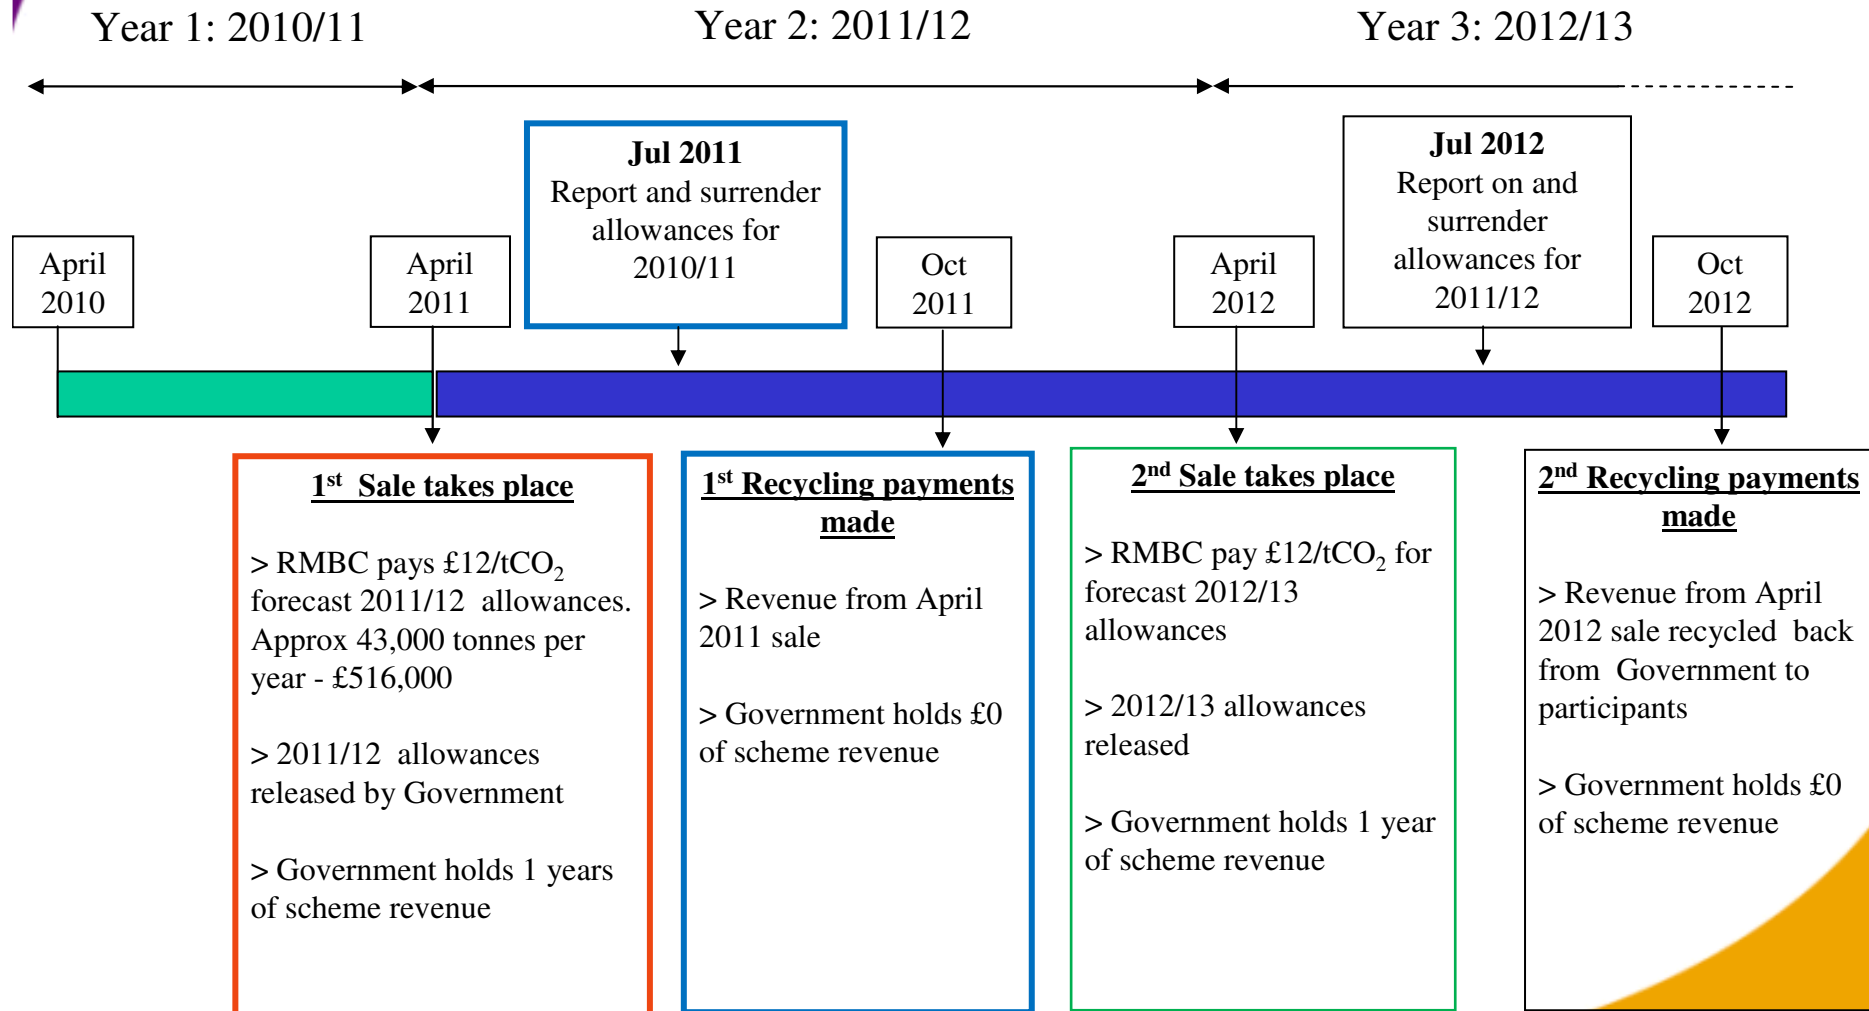 Year 1: 2010/11
Year 2: 2011/12
Year 3: 2012/13
April
2010
April
2011
Jul 2011
Report and surrender
allowances for
2010/11
Oct
2011
April
2012
Jul 2012
Report on and
surrender
allowances for
2011/12
Oct
2012
1st Sale takes place
> RMBC pays £12/tCO2
forecast 2011/12 allowances.
Approx 43,000 tonnes per
year - £516,000
> 2011/12 allowances
released by Government
> Government holds 1 years
of scheme revenue
1st Recycling payments
made
> Revenue from April
2011 sale
> Government holds £0
of scheme revenue
2nd Sale takes place
> RMBC pay £12/tCO2 for
forecast 2012/13
allowances
> 2012/13 allowances
released
> Government holds 1 year
of scheme revenue
2nd Recycling payments
made
> Revenue from April
2012 sale recycled back
from Government to
participants
> Government holds £0
of scheme revenue